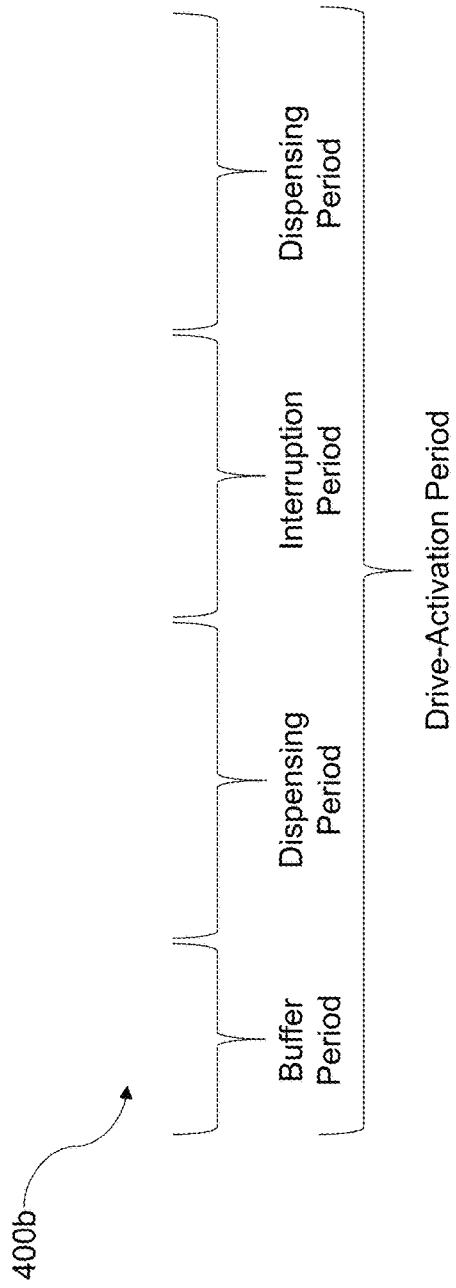 400b
Buffer
Period
Dispensing
Period
Interruption
Period
Dispensing
Period
Drive-Activation Period